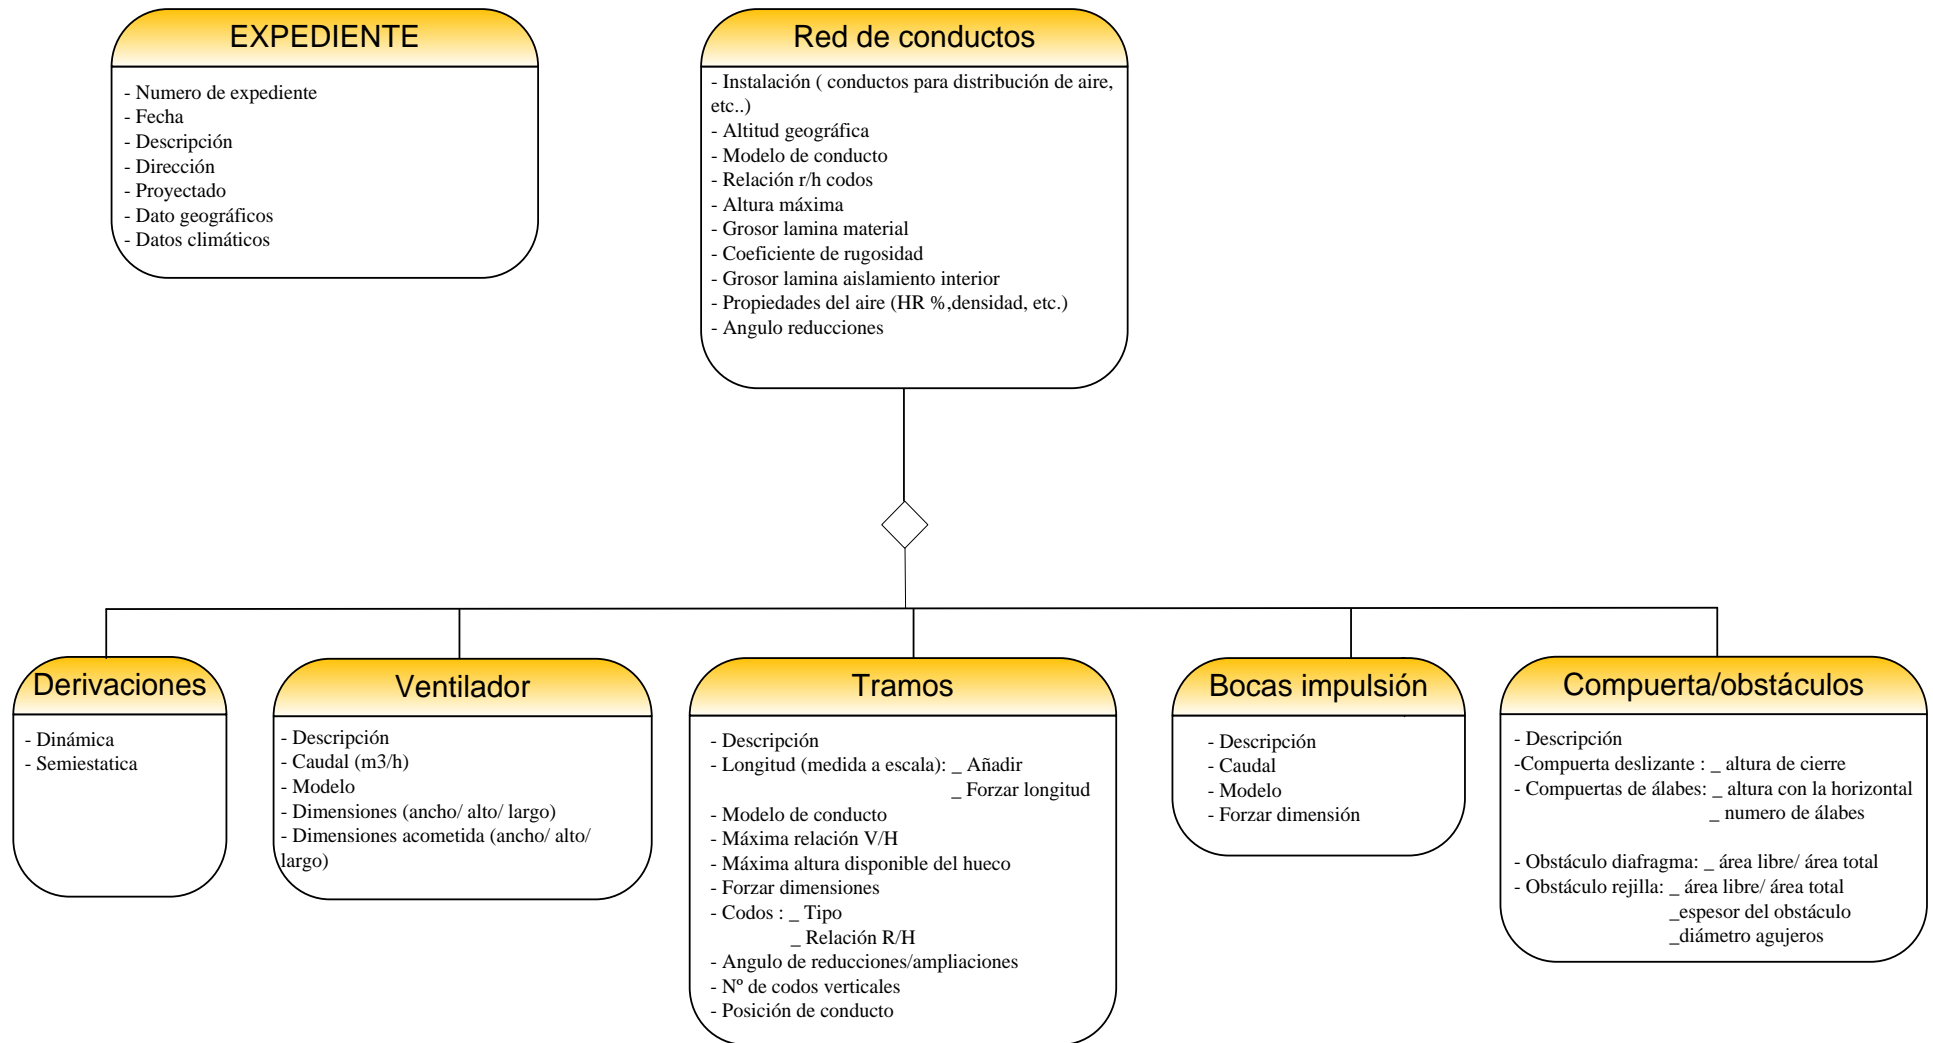 EXPEDIENTE
- Numero de expediente
- Fecha
- Descripción
- Dirección
- Proyectado
- Dato geográficos
- Datos climáticos
Red de conductos
- Instalación ( conductos para distribución de aire,
etc..)
- Altitud geográfica
- Modelo de conducto
- Relación r/h codos
- Altura máxima
- Grosor lamina material
- Coeficiente de rugosidad
- Grosor lamina aislamiento interior
- Propiedades del aire (HR %,densidad, etc.)
- Angulo reducciones
Derivaciones
- Dinámica
- Semiestatica
Ventilador
- Descripción
- Caudal (m3/h)
- Modelo
- Dimensiones (ancho/ alto/ largo)
- Dimensiones acometida (ancho/ alto/
largo)
Tramos
- Descripción
- Longitud (medida a escala): _ Añadir
_ Forzar longitud
- Modelo de conducto
- Máxima relación V/H
- Máxima altura disponible del hueco
- Forzar dimensiones
- Codos : _ Tipo
_ Relación R/H
- Angulo de reducciones/ampliaciones
- Nº de codos verticales
- Posición de conducto
Bocas impulsión
- Descripción
- Caudal
- Modelo
- Forzar dimensión
Compuerta/obstáculos
- Descripción
-Compuerta deslizante : _ altura de cierre
- Compuertas de álabes: _ altura con la horizontal
_ numero de álabes
- Obstáculo diafragma: _ área libre/ área total
- Obstáculo rejilla: _ área libre/ área total
_espesor del obstáculo
_diámetro agujeros